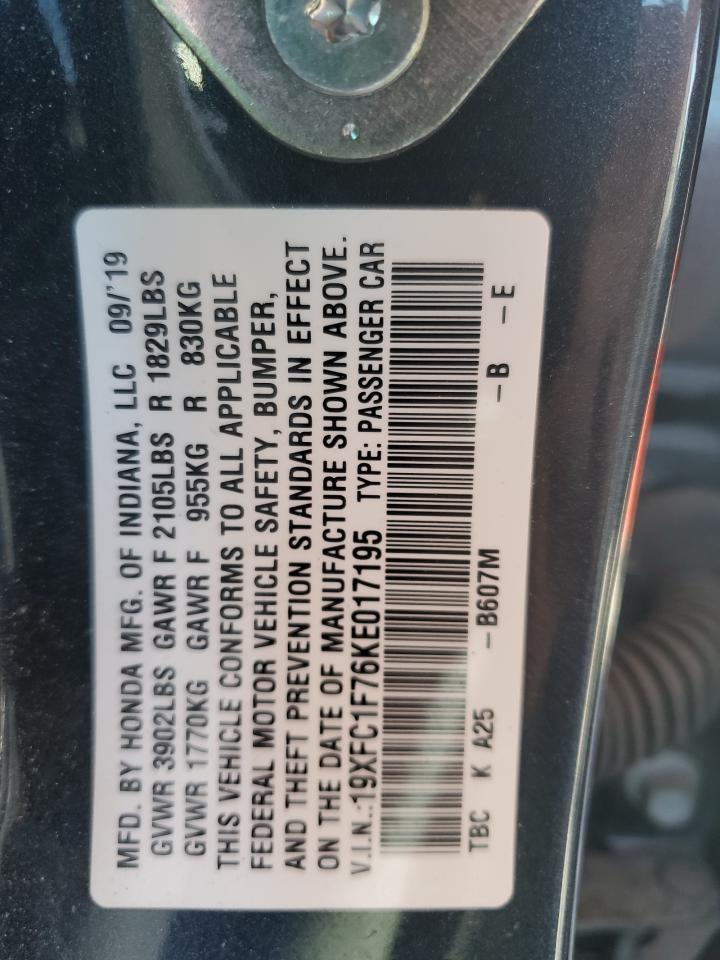 MFD. BY HONDA MFG. OF INDIANA, LLC 09/'19
GVWR 3902LBS GAWR F 2105LBS R 1829LBS
GVWR 1770KG GAWR F 955KG R 830KG
THIS VEHICLE CONFORMS TO ALL APPLICABLE
FEDERAL MOTOR VEHICLE SAFETY, BUMPER,
AND THEFT PREVENTION STANDARDS IN EFFECT
ON THE DATE OF MANUFACTURE SHOWN ABOVE.
V.I.N.:19XFC1F76KE017195 TYPE: PASSENGER CAR
TBC K A25 -B607M -B -E